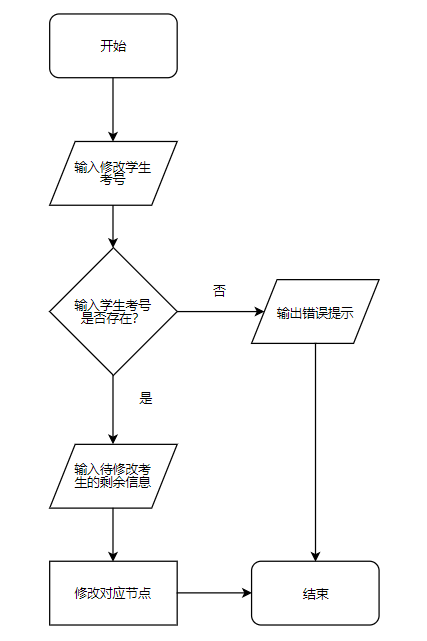 开始
输入修改学生
考号
输入学生考号
是否存在?
否
输出错误提示
是
输入待修改考
生的剩余信息
修改对应节点
结束